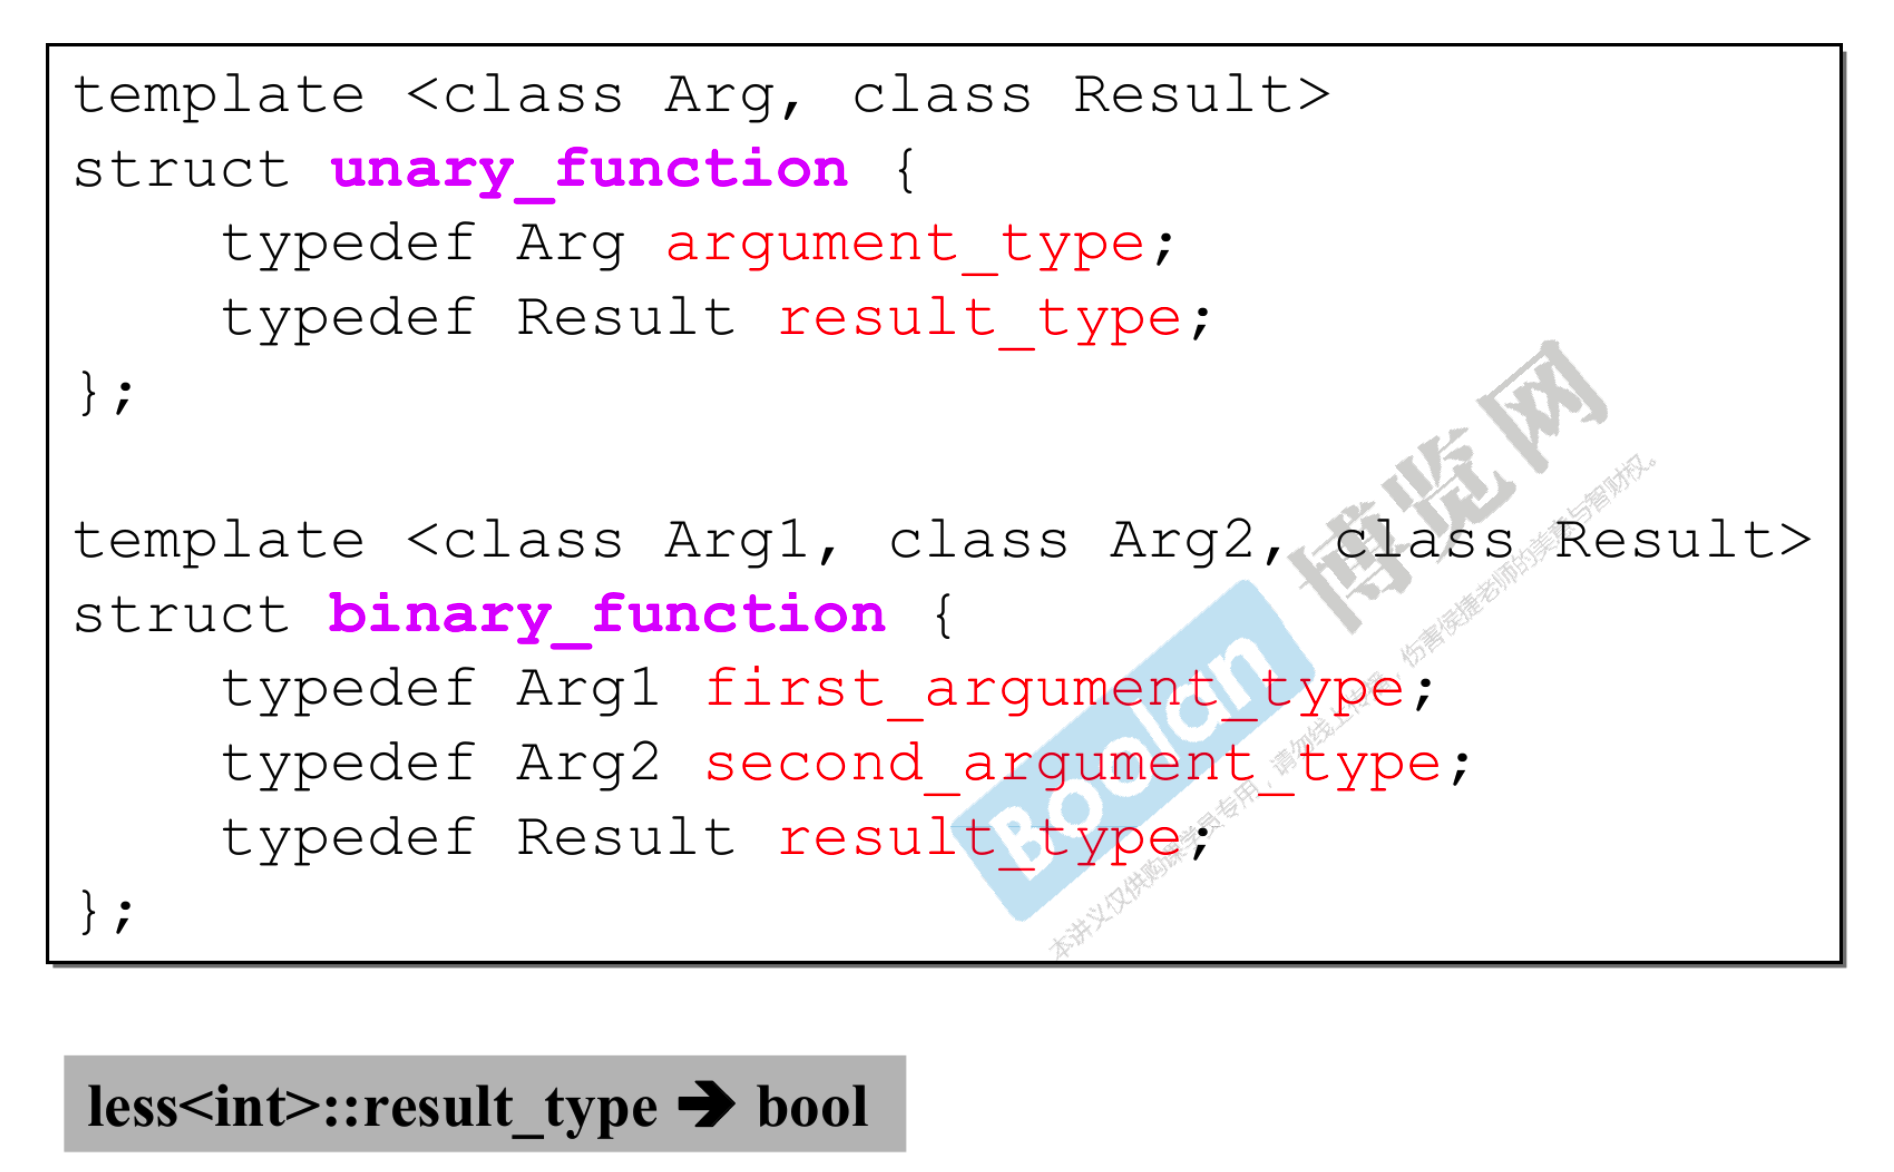 template <class Arg, class Result>
struct unary_function {
    typedef Arg argument_type;
    typedef Result result_type;
};
template <class Arg1, class Arg2, class Result>
struct binary_function {
    typedef Arg1 first_argument_type;
    typedef Arg2 second_argument_type;
    typedef Result result_type;
};
博览网
Boolan
本讲义仅供购课学员专用，请勿线上传播，伤害侯捷老师的美意与智财权。
less<int>::result_type ➔ bool